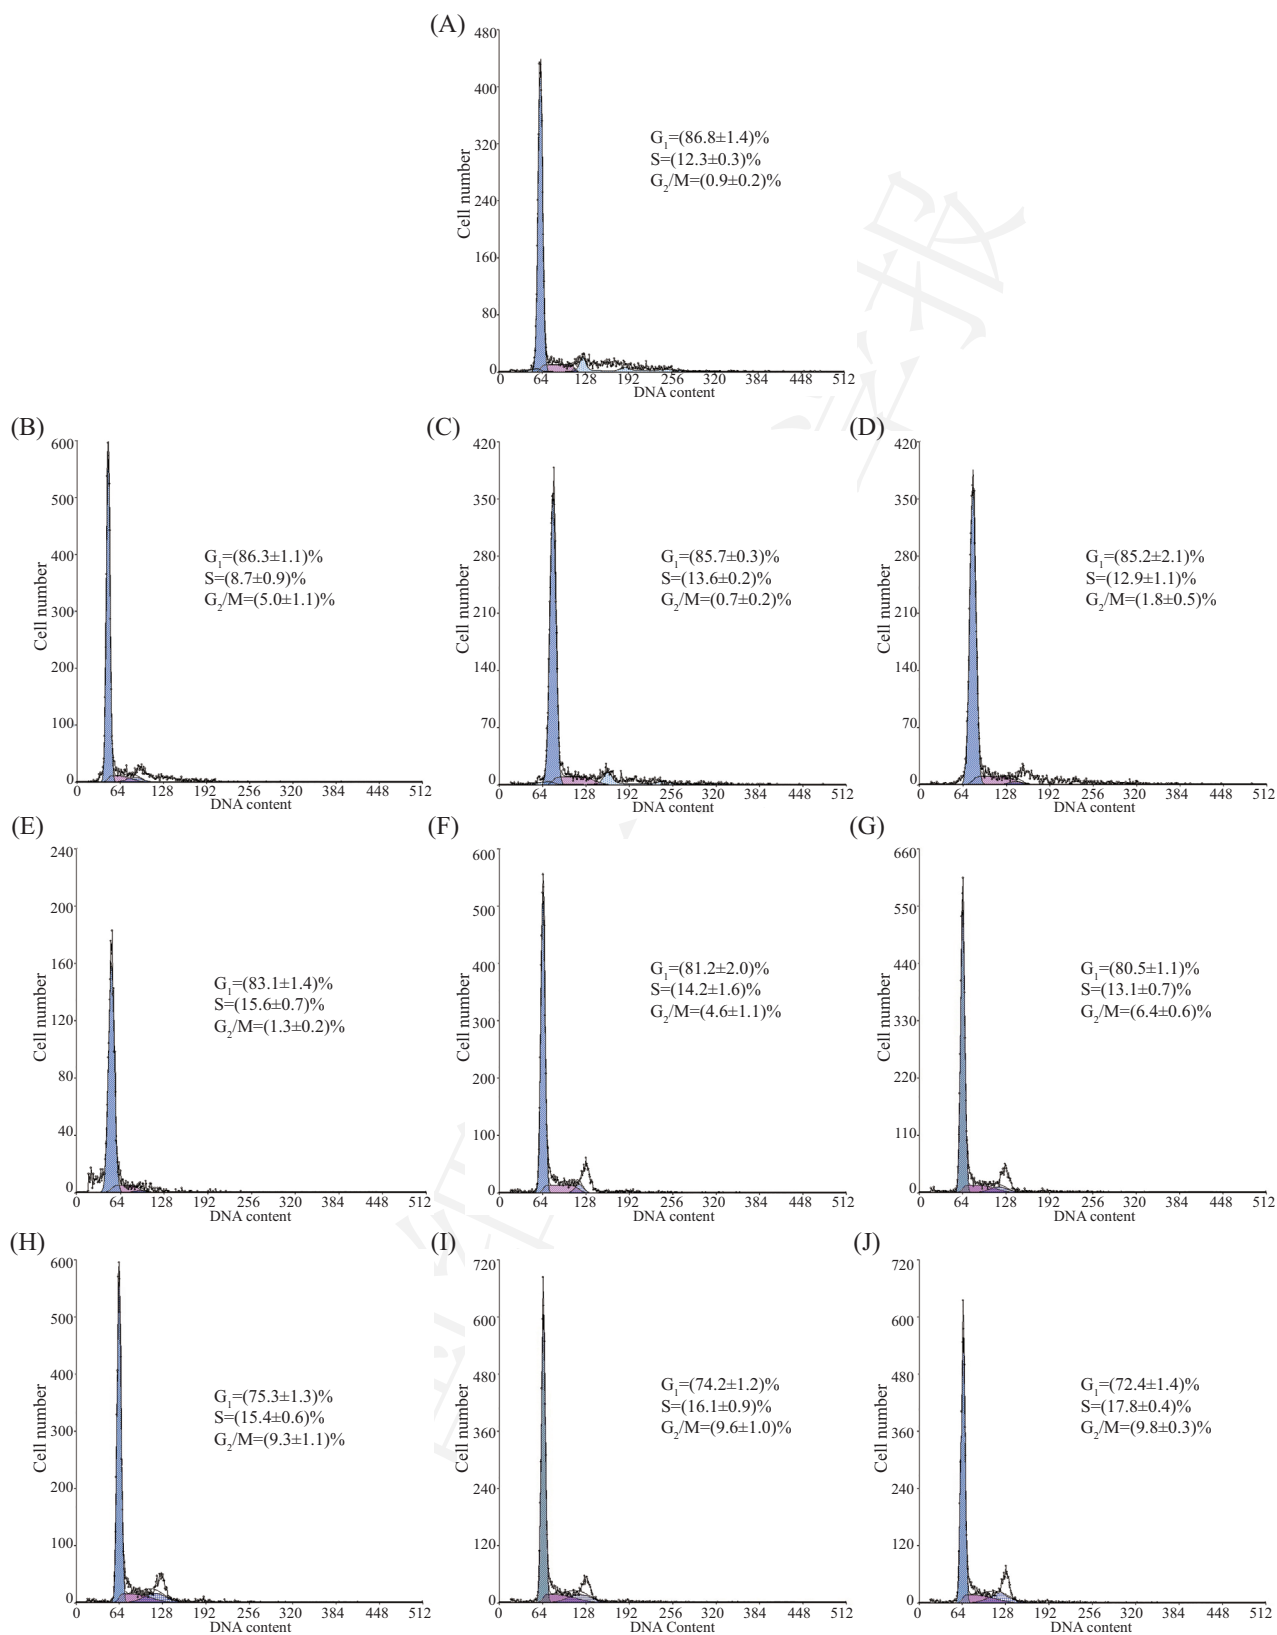 (A)
480
400
320
240
160
80
0
Cell number
G1=(86.8±1.4)%
S=(12.3±0.3)%
G2/M=(0.9±0.2)%
0 64 128 192 256 320 384 448 512
DNA content
(B)
600
500
400
300
200
100
0
Cell number
G1=(86.3±1.1)%
S=(8.7±0.9)%
G2/M=(5.0±1.1)%
0 64 128 192 256 320 384 448 512
DNA content
(C)
420
350
280
210
140
70
0
Cell number
G1=(85.7±0.3)%
S=(13.6±0.2)%
G2/M=(0.7±0.2)%
0 64 128 192 256 320 384 448 512
DNA content
(D)
420
350
280
210
140
70
0
Cell number
G1=(85.2±2.1)%
S=(12.9±1.1)%
G2/M=(1.8±0.5)%
0 64 128 192 256 320 384 448 512
DNA content
(E)
240
200
160
120
80
40
0
Cell number
G1=(83.1±1.4)%
S=(15.6±0.7)%
G2/M=(1.3±0.2)%
0 64 128 192 256 320 384 448 512
DNA content
(F)
600
500
400
300
200
100
0
Cell number
G1=(81.2±2.0)%
S=(14.2±1.6)%
G2/M=(4.6±1.1)%
0 64 128 192 256 320 384 448 512
DNA content
(G)
660
550
440
330
220
110
0
Cell number
G1=(80.5±1.1)%
S=(13.1±0.7)%
G2/M=(6.4±0.6)%
0 64 128 192 256 320 384 448 512
DNA content
(H)
600
500
400
300
200
100
0
Cell number
G1=(75.3±1.3)%
S=(15.4±0.6)%
G2/M=(9.3±1.1)%
0 64 128 192 256 320 384 448 512
DNA content
(I)
720
600
480
360
240
120
0
Cell number
G1=(74.2±1.2)%
S=(16.1±0.9)%
G2/M=(9.6±1.0)%
0 64 128 192 256 320 384 448 512
DNA Content
(J)
720
600
480
360
240
120
0
Cell number
G1=(72.4±1.4)%
S=(17.8±0.4)%
G2/M=(9.8±0.3)%
0 64 128 192 256 320 384 448 512
DNA content